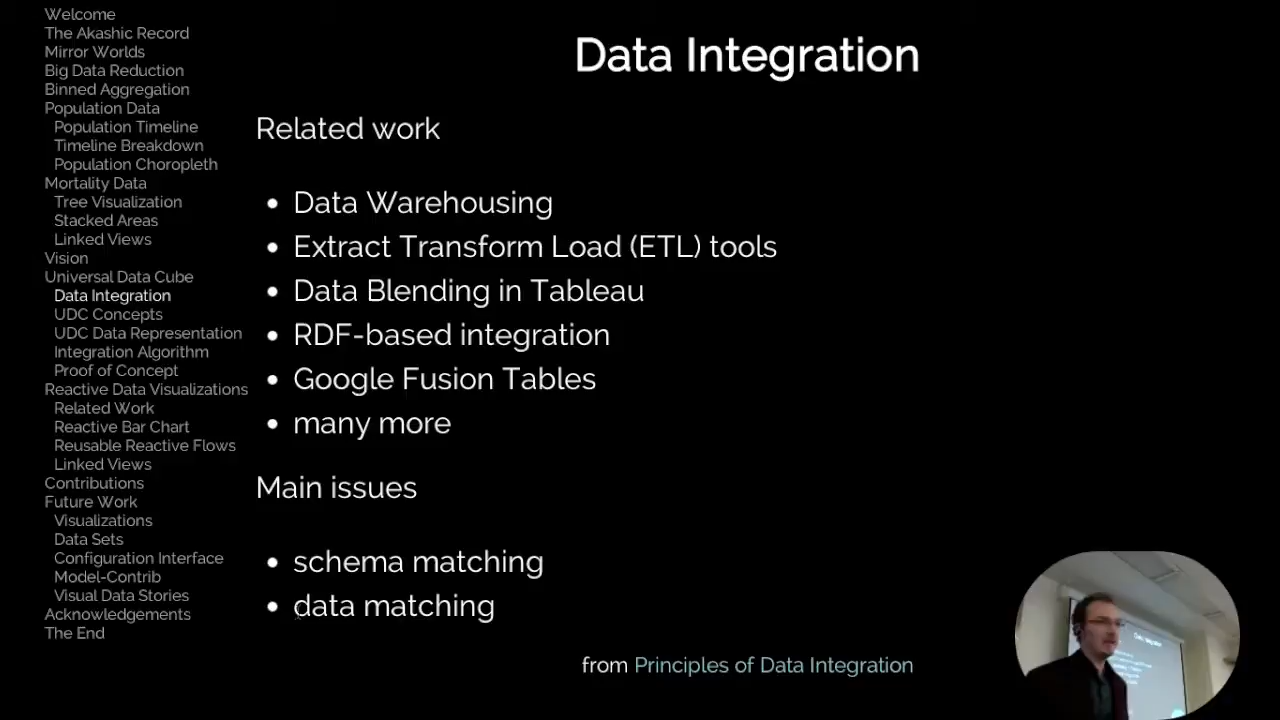 Welcome
The Akashic Record
Mirror Worlds
Big Data Reduction
Binned Aggregation
Population Data
Population Timeline
Timeline Breakdown
Population Choropleth
Mortality Data
Tree Visualization
Stacked Areas
Linked Views
Vision
Universal Data Cube
Data Integration
UDC Concepts
UDC Data Representation
Integration Algorithm
Proof of Concept
Reactive Data Visualizations
Related Work
Reactive Bar Chart
Reusable Reactive Flows
Linked Views
Contributions
Future Work
Visualizations
Data Sets
Configuration Interface
Model-Contrib
Visual Data Stories
Acknowledgements
The End
Data Integration
Related work
• Data Warehousing
• Extract Transform Load (ETL) tools
• Data Blending in Tableau
• RDF-based integration
• Google Fusion Tables
• many more
Main issues
• schema matching
• data matching
from Principles of Data Integration